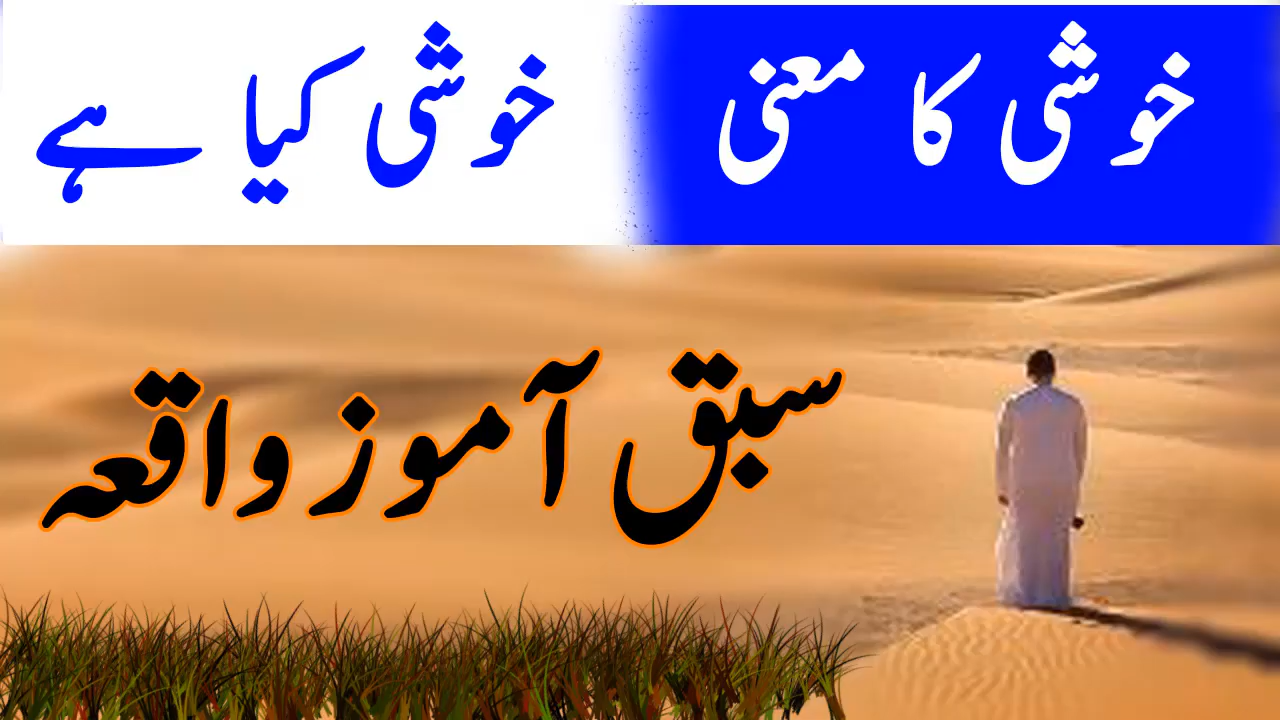 خوشی کا معنی خوشی کیا ہے
سبق آموز واقعہ